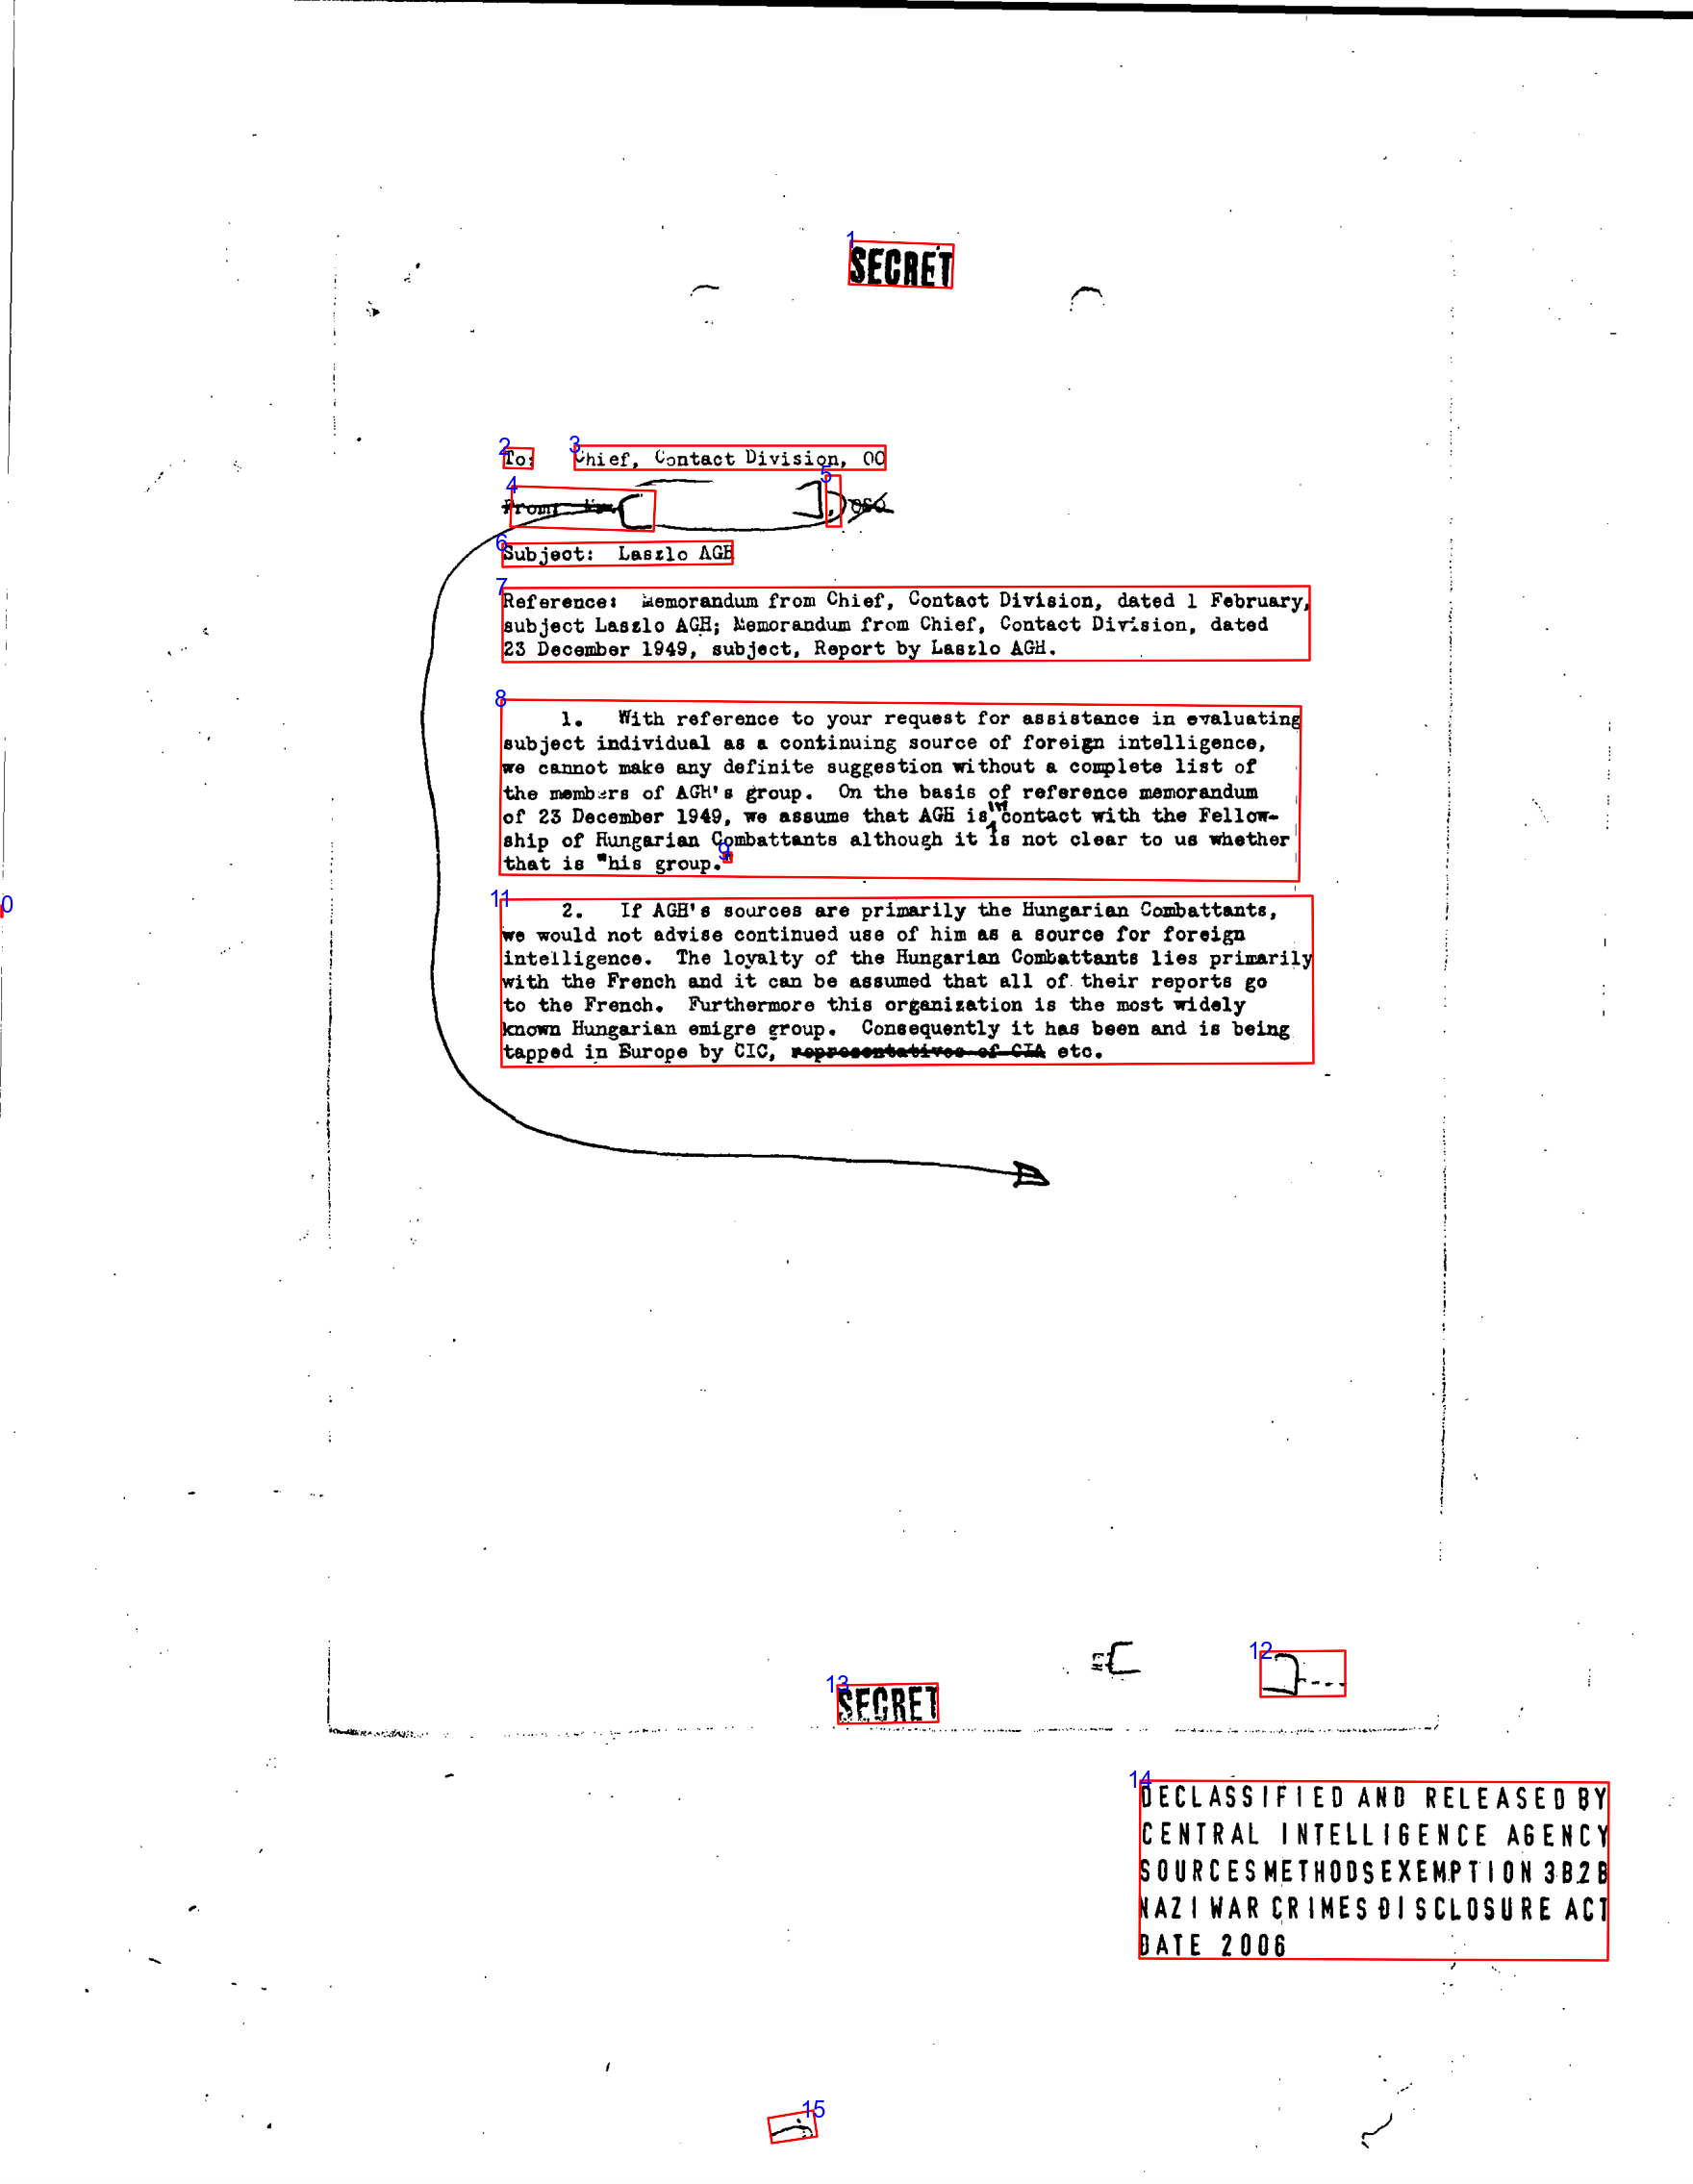 SECRET
To: Chief, Contact Division, OO
From: , OSO
Subject: Laszlo AGH
Reference: Memorandum from Chief, Contact Division, dated 1 February,
subject Laszlo AGH; Memorandum from Chief, Contact Division, dated
23 December 1949, subject, Report by Laszlo AGH.
1. With reference to your request for assistance in evaluating
subject individual as a continuing source of foreign intelligence,
we cannot make any definite suggestion without a complete list of
the members of AGH's group. On the basis of reference memorandum
of 23 December 1949, we assume that AGH is in contact with the Fellow-
ship of Hungarian Combattants although it is not clear to us whether
that is "his group."
2. If AGH's sources are primarily the Hungarian Combattants,
we would not advise continued use of him as a source for foreign
intelligence. The loyalty of the Hungarian Combattants lies primarily
with the French and it can be assumed that all of their reports go
to the French. Furthermore this organization is the most widely
known Hungarian emigre group. Consequently it has been and is being
tapped in Europe by CIC, representatives of CIA etc.
SECRET
DECLASSIFIED AND RELEASED BY
CENTRAL INTELLIGENCE AGENCY
SOURCES METHODS EXEMPTION 3B2B
NAZI WAR CRIMES DISCLOSURE ACT
DATE 2006